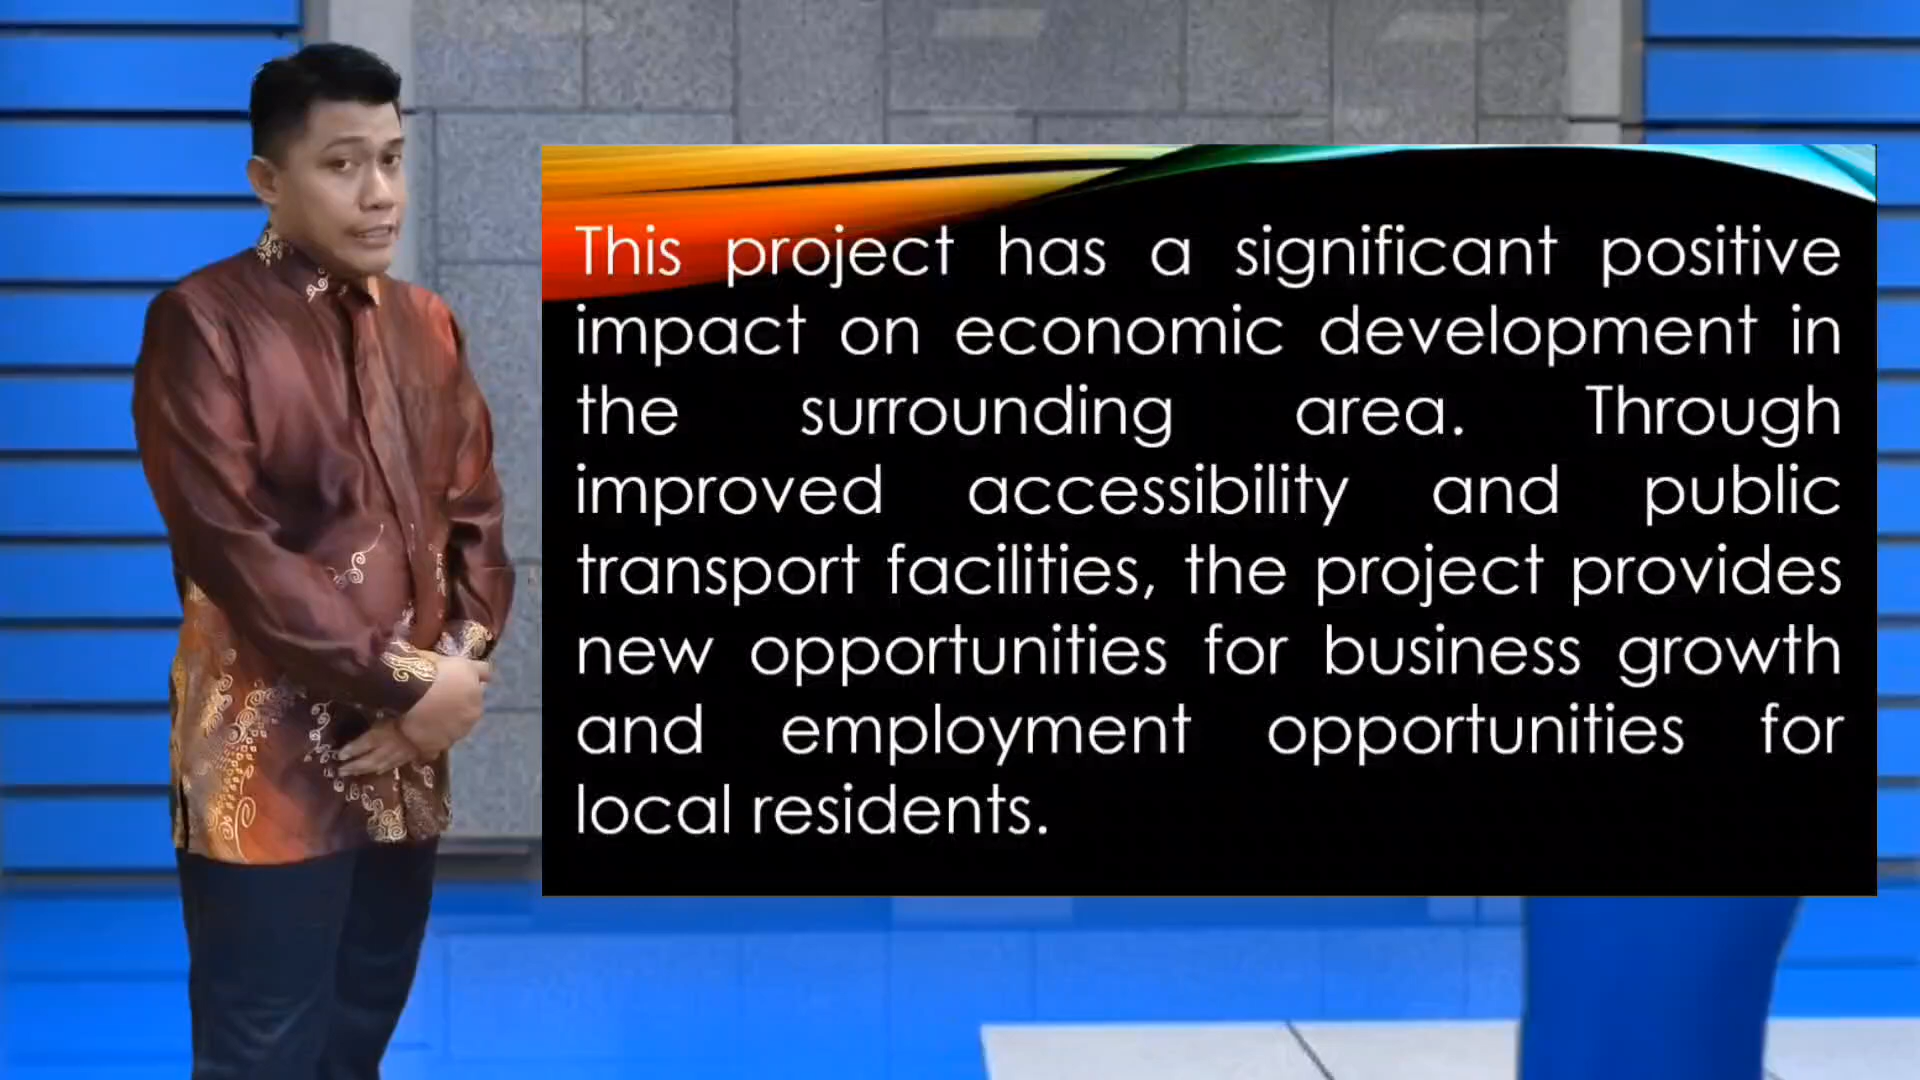 This project has a significant positive
impact on economic development in
the surrounding area. Through
improved accessibility and public
transport facilities, the project provides
new opportunities for business growth
and employment opportunities for
local residents.